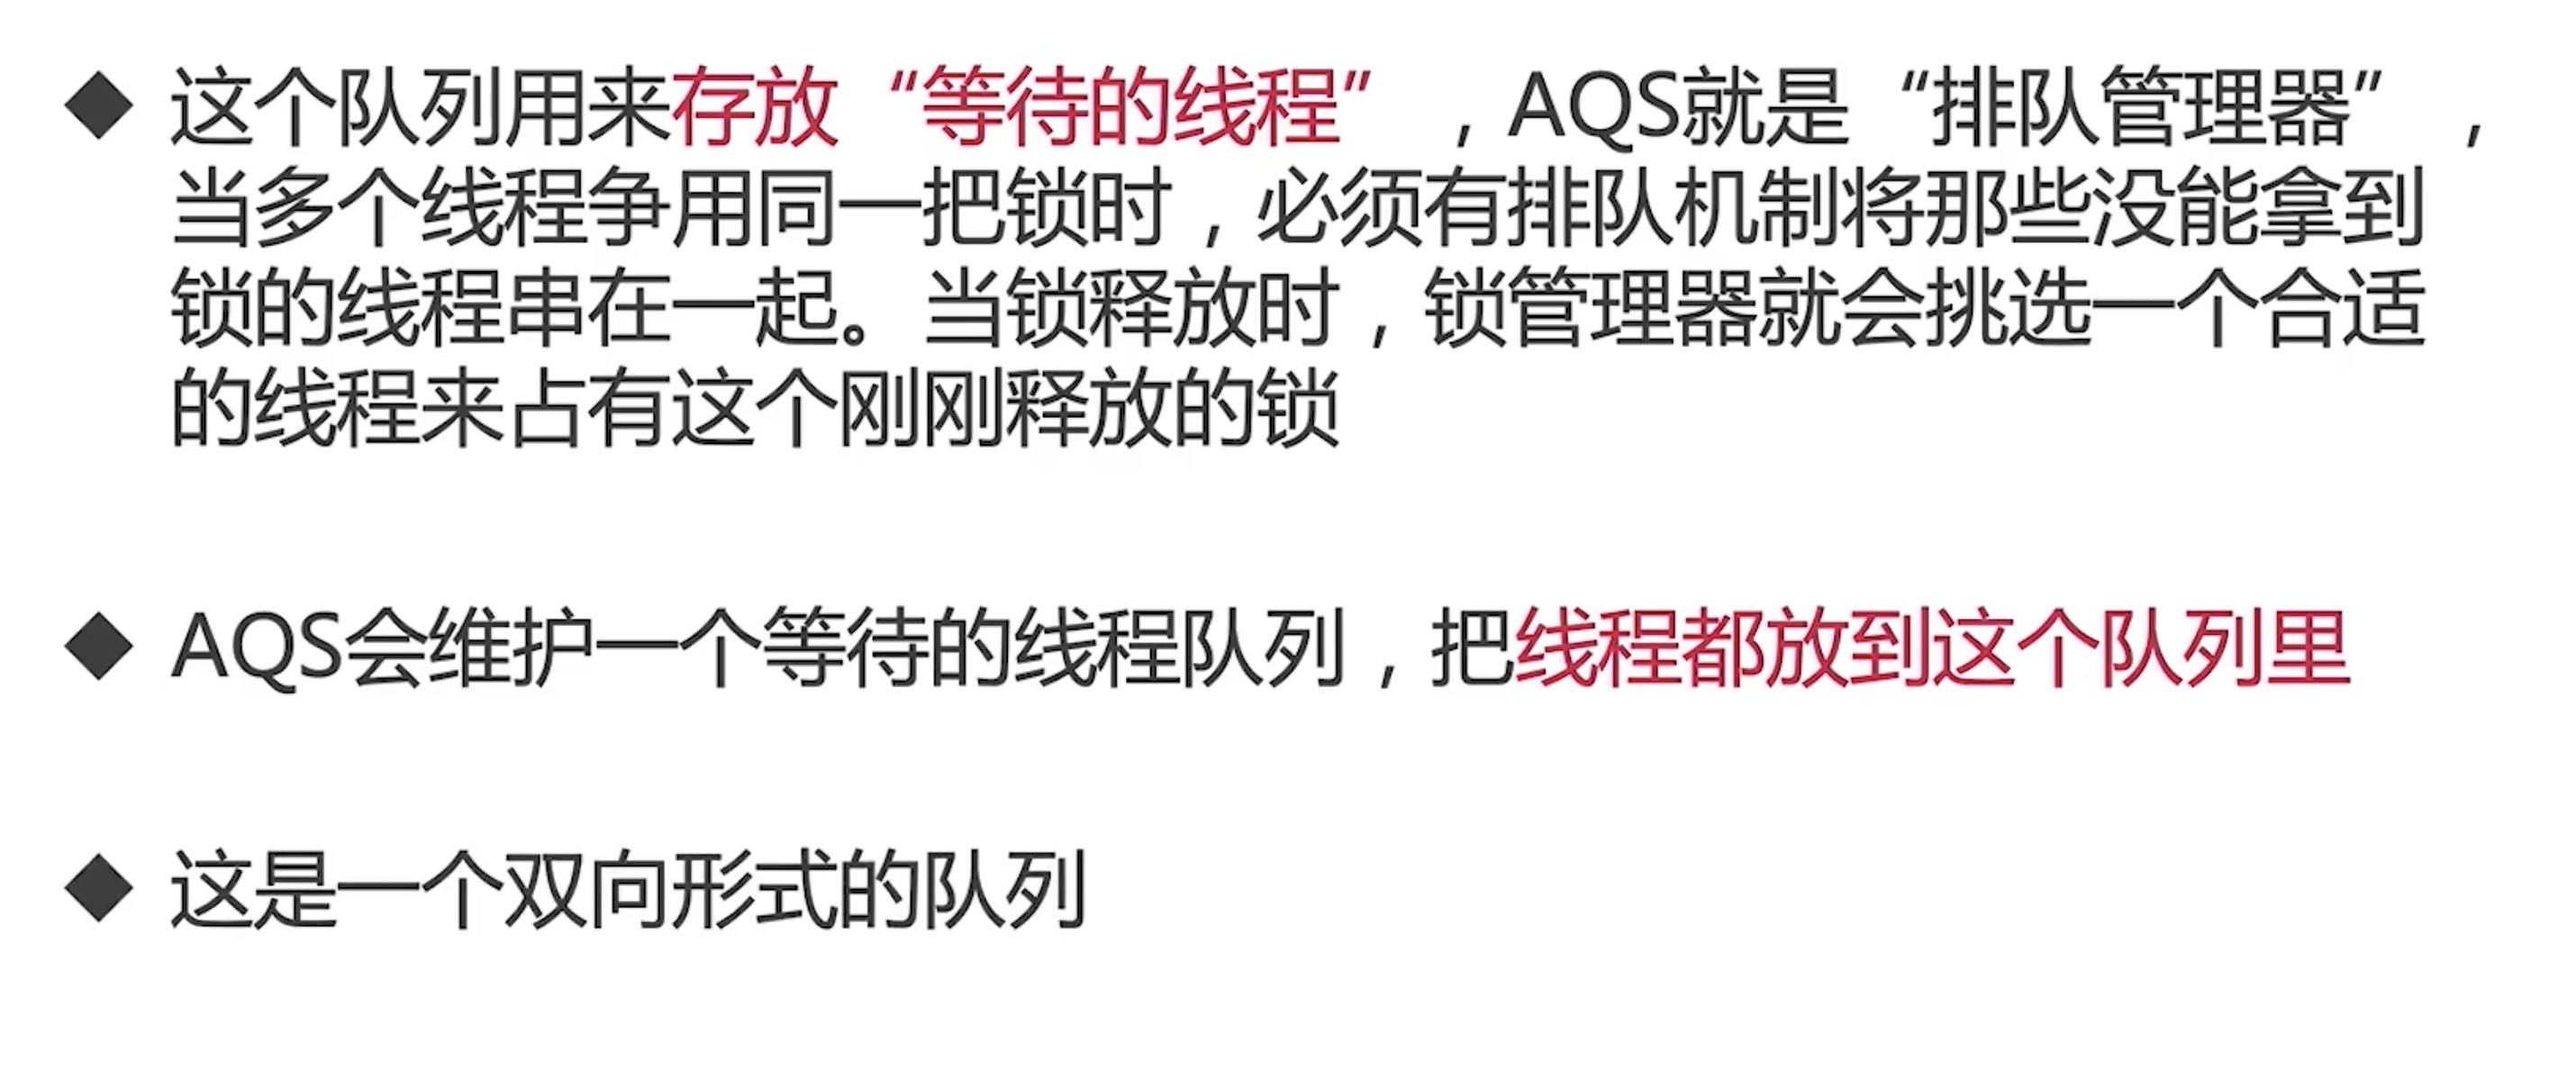 ◆ 这个队列用来存放“等待的线程”，AQS就是“排队管理器”，
当多个线程争用同一把锁时，必须有排队机制将那些没能拿到
锁的线程串在一起。当锁释放时，锁管理器就会挑选一个合适
的线程来占有这个刚刚释放的锁
◆ AQS会维护一个等待的线程队列，把线程都放到这个队列里
◆ 这是一个双向形式的队列